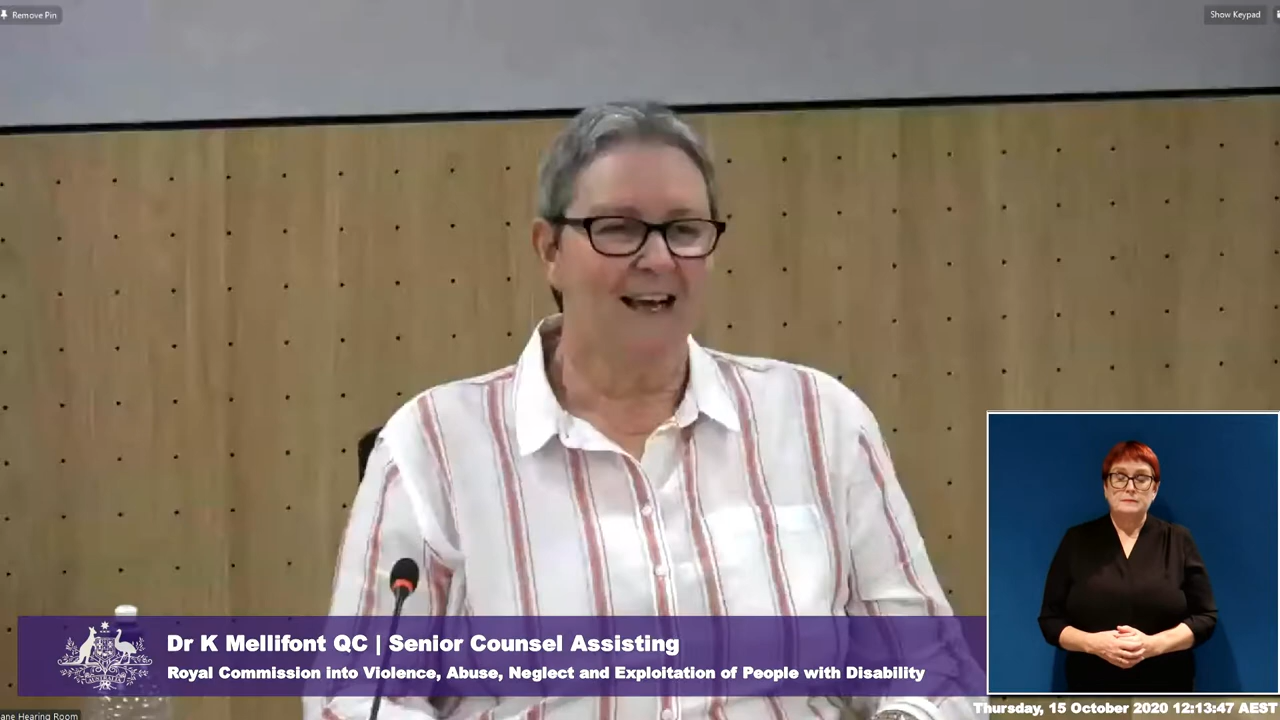 Remove Pin
Show Keypad
Dr K Mellifont QC | Senior Counsel Assisting
Royal Commission into Violence, Abuse, Neglect and Exploitation of People with Disability
ane Hearing Room
Thursday, 15 October 2020 12:13:47 AEST